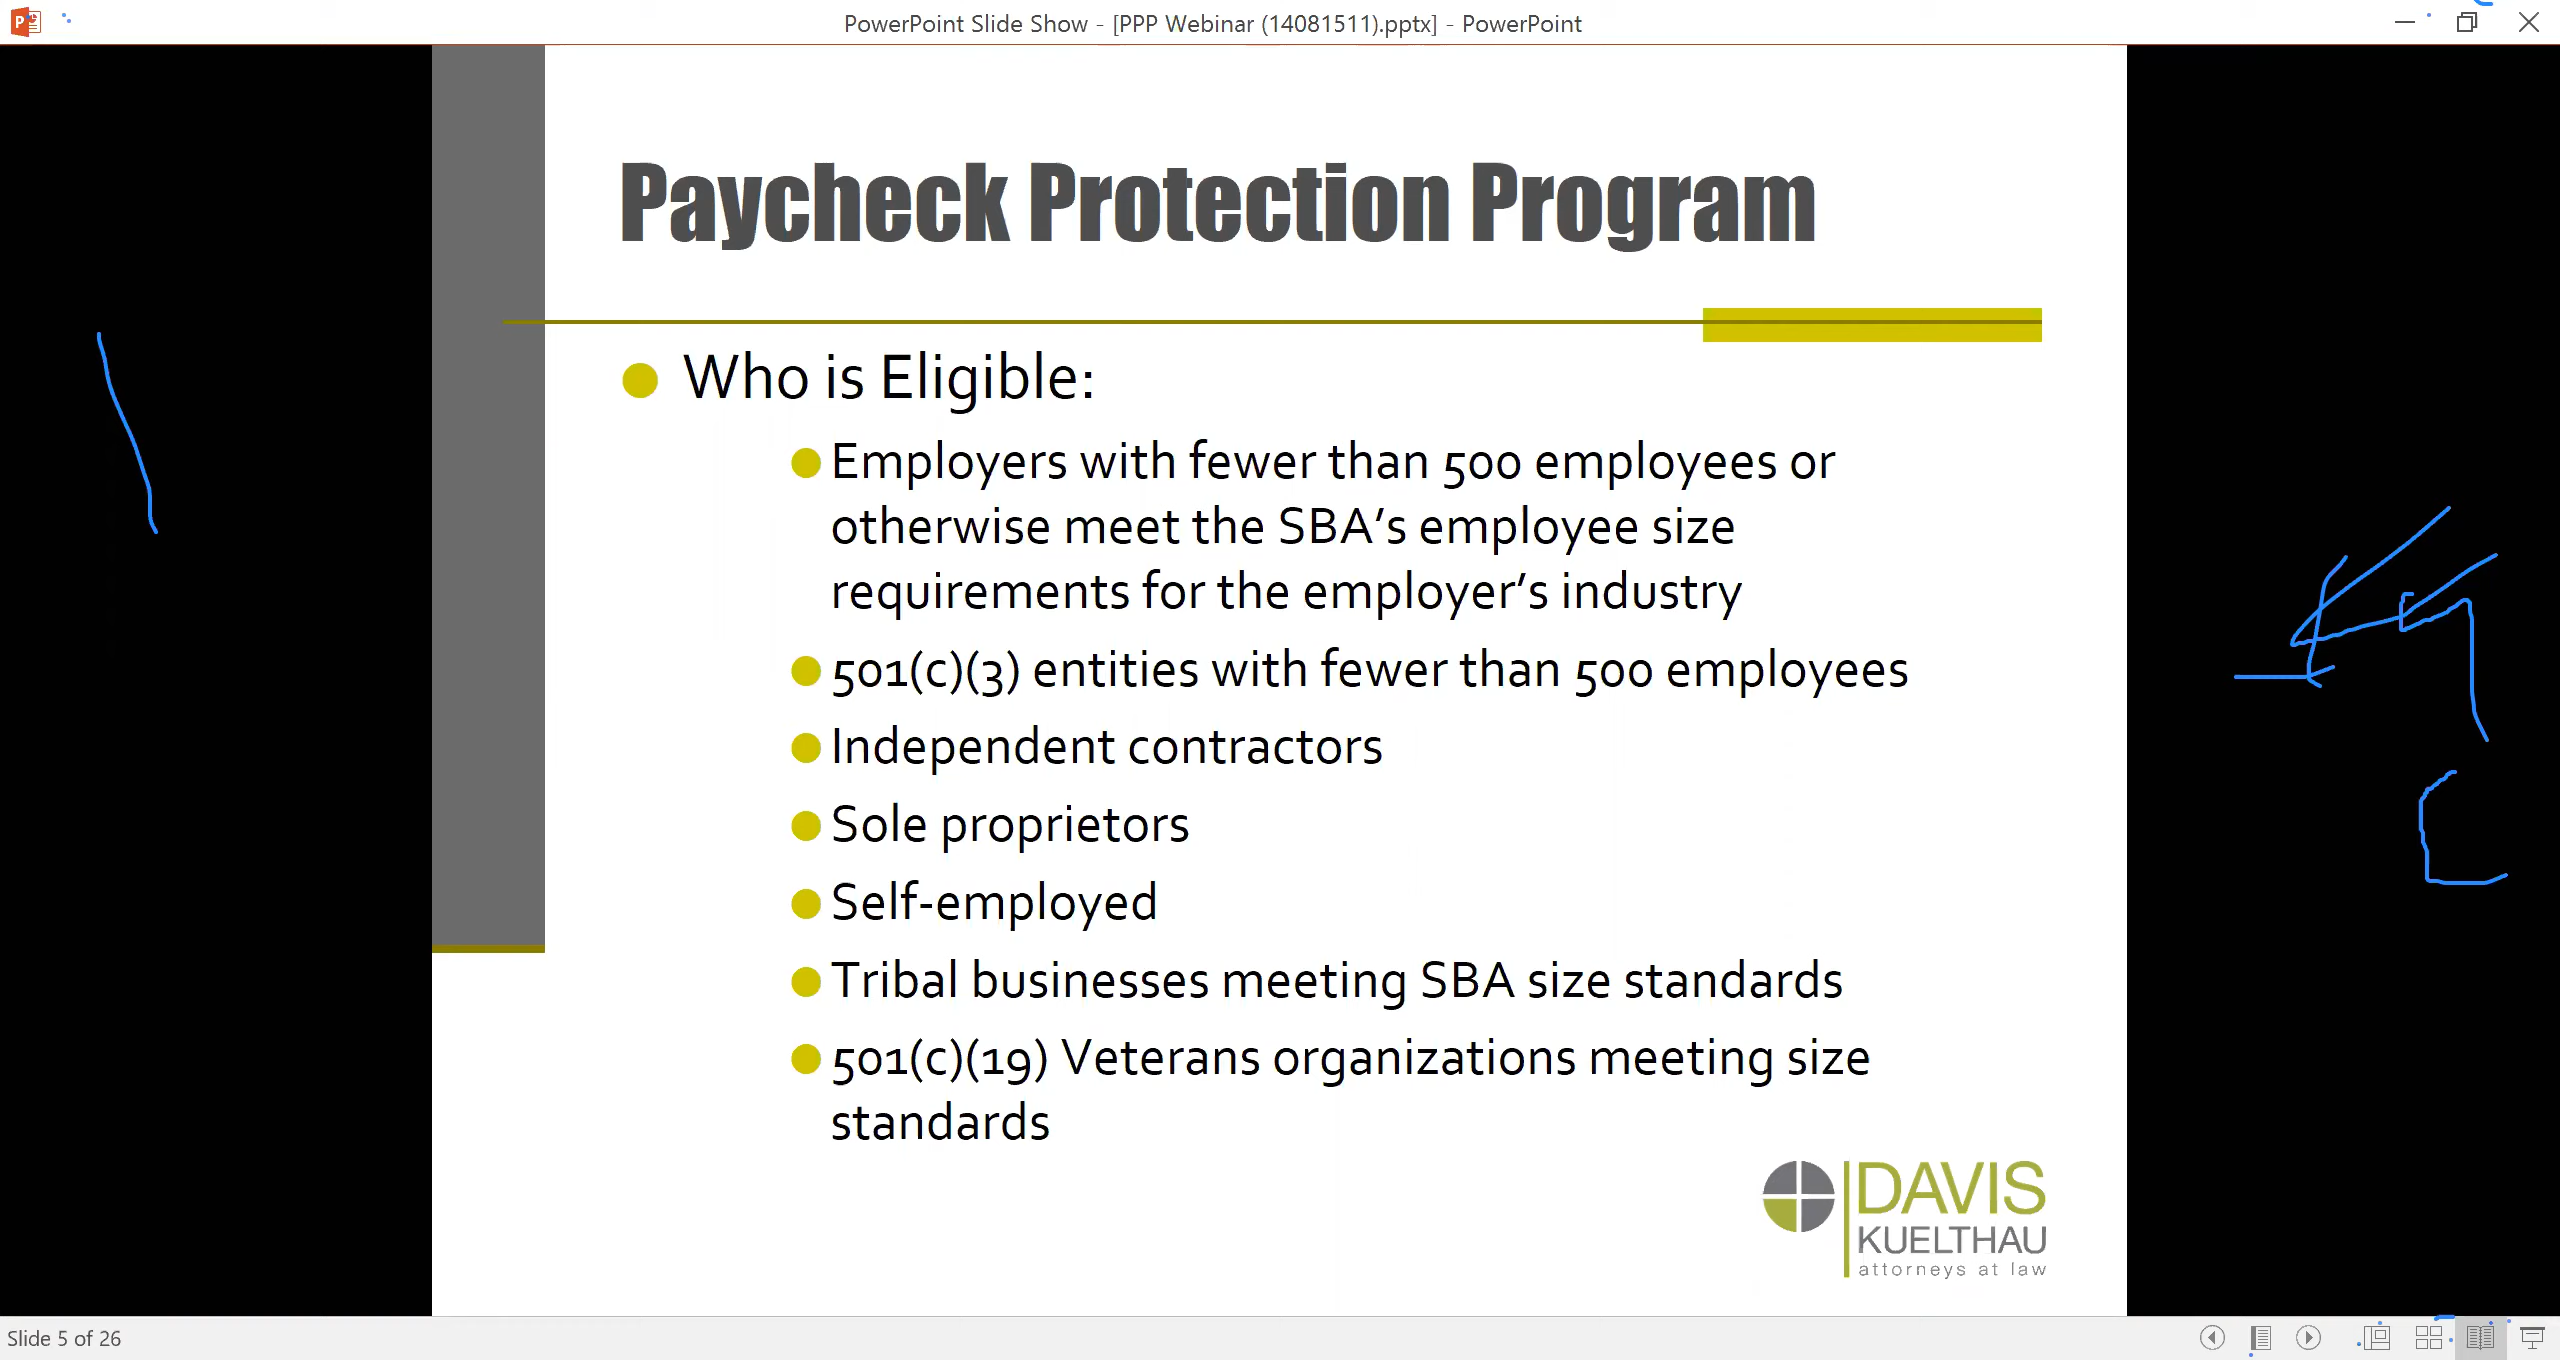 PowerPoint Slide Show - [PPP Webinar (14081511).pptx] - PowerPoint
Paycheck Protection Program
Who is Eligible:
Employers with fewer than 500 employees or
otherwise meet the SBA’s employee size
requirements for the employer’s industry
501(c)(3) entities with fewer than 500 employees
Independent contractors
Sole proprietors
Self-employed
Tribal businesses meeting SBA size standards
501(c)(19) Veterans organizations meeting size
standards
DAVIS
KUELTHAU
attorneys at law
Slide 5 of 26